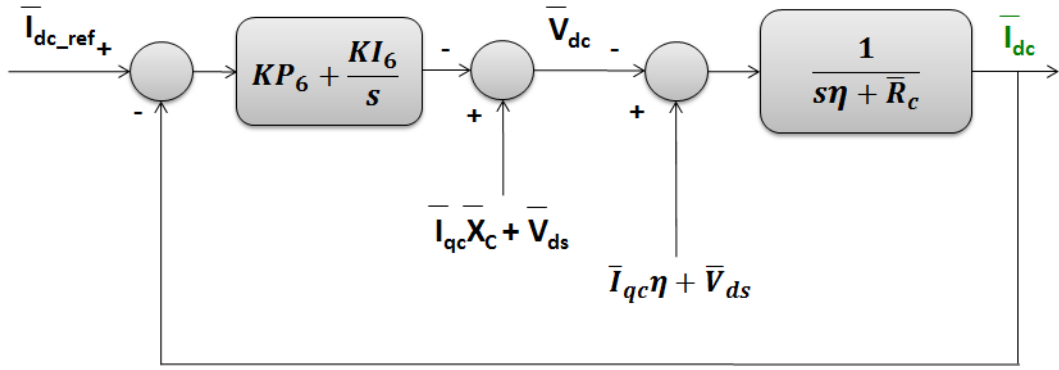 I̅dc_ref
+
-
KP₆ + KI₆/s
-
+
V̅dc
-
+
1/(sη + R̅c)
I̅dc
I̅qcX̅C + V̅ds
I̅qcη + V̅ds